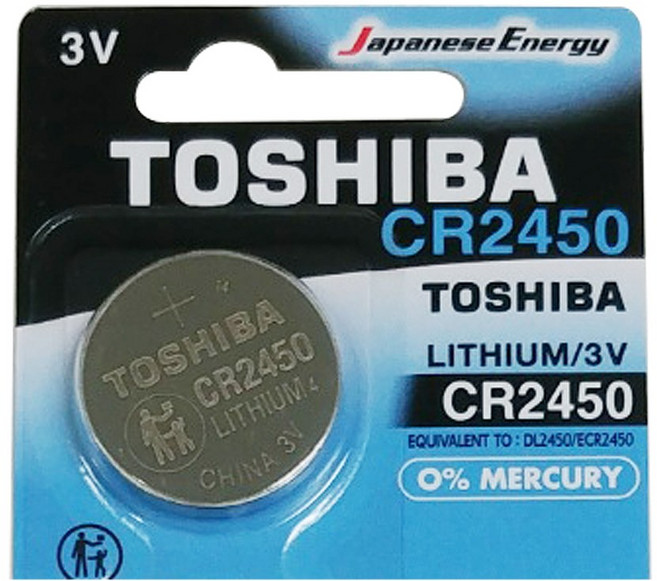 3V
Japanese Energy
TOSHIBA
CR2450
TOSHIBA
LITHIUM/3V
CR2450
EQUIVALENT TO : DL2450/ECR2450
0% MERCURY
+
TOSHIBA
CR2450
LITHIUM
CHINA 3V